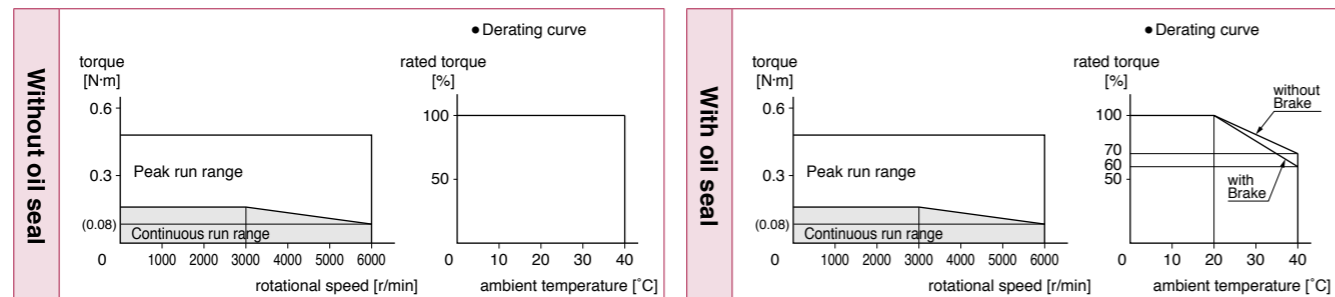 Without oil seal
torque
[N·m]
0.6
0.3
(0.08)
0
Peak run range
Continuous run range
1000 2000 3000 4000 5000 6000
rotational speed [r/min]
● Derating curve
rated torque
[%]
100
50
0 10 20 30 40
ambient temperature [˚C]
With oil seal
torque
[N·m]
0.6
0.3
(0.08)
0
Peak run range
Continuous run range
1000 2000 3000 4000 5000 6000
rotational speed [r/min]
● Derating curve
rated torque
[%]
100
70
60
50
without
Brake
with
Brake
0 10 20 30 40
ambient temperature [˚C]